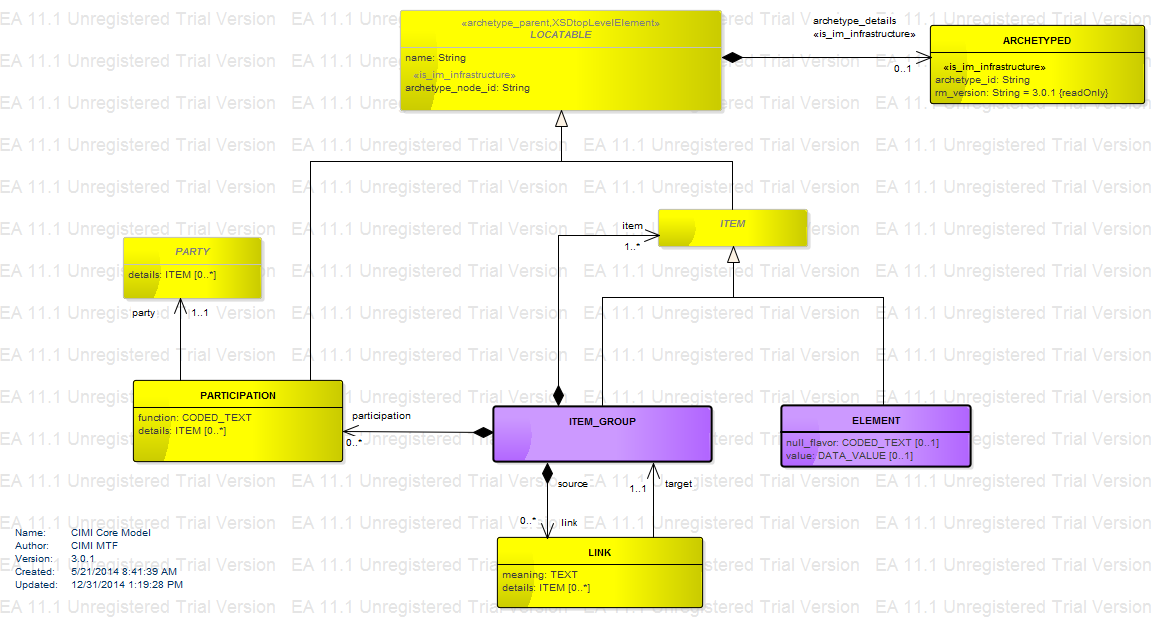 «archetype_parent,XSDtopLevelElement»
LOCATABLE
name: String
«is_im_infrastructure»
archetype_node_id: String
archetype_details
«is_im_infrastructure»
0..1
ARCHETYPED
«is_im_infrastructure»
archetype_id: String
rm_version: String = 3.0.1 {readOnly}
item
1..*
ITEM
PARTY
details: ITEM [0..*]
party
1..1
PARTICIPATION
function: CODED_TEXT
details: ITEM [0..*]
participation
0..*
ITEM_GROUP
ELEMENT
null_flavor: CODED_TEXT [0..1]
value: DATA_VALUE [0..1]
source
0..*
link
1..1
target
LINK
meaning: TEXT
details: ITEM [0..*]
Name: CIMI Core Model
Author: CIMI MTF
Version: 3.0.1
Created: 5/21/2014 8:41:39 AM
Updated: 12/31/2014 1:19:28 PM
EA 11.1 Unregistered Trial Version